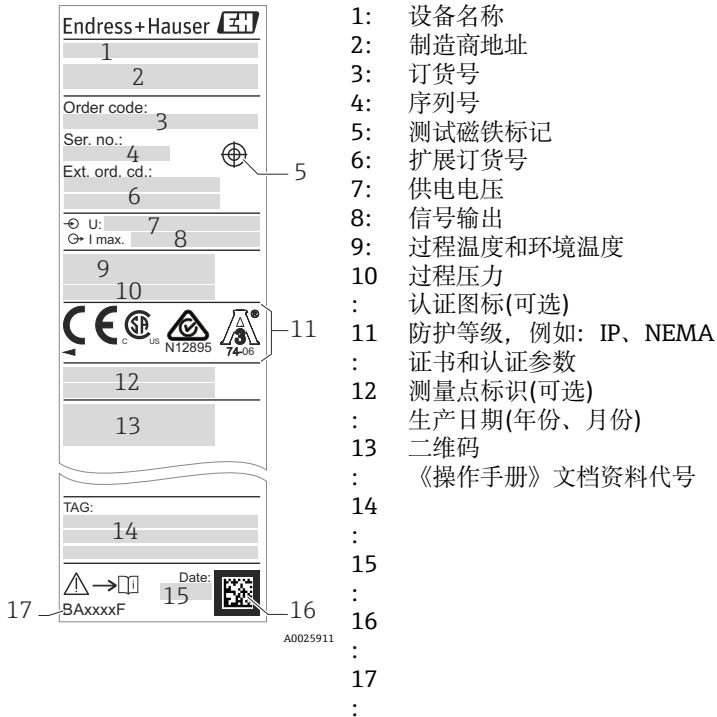 Endress+Hauser EH
1
2
Order code:
3
Ser. no.:
4
5
Ext. ord. cd.:
6
U:
7
I max.
8
9
10
CE
c SA US
N12895
A
3
®
74-06
11
12
13
TAG:
14
Date:
15
16
17
BAxxxxF
A0025911
1: 设备名称
2: 制造商地址
3: 订货号
4: 序列号
5: 测试磁铁标记
6: 扩展订货号
7: 供电电压
8: 信号输出
9: 过程温度和环境温度
10 过程压力
: 认证图标(可选)
11 防护等级，例如：IP、NEMA
: 证书和认证参数
12 测量点标识(可选)
: 生产日期(年份、月份)
13 二维码
: 《操作手册》文档资料代号
14
:
15
:
16
:
17
: